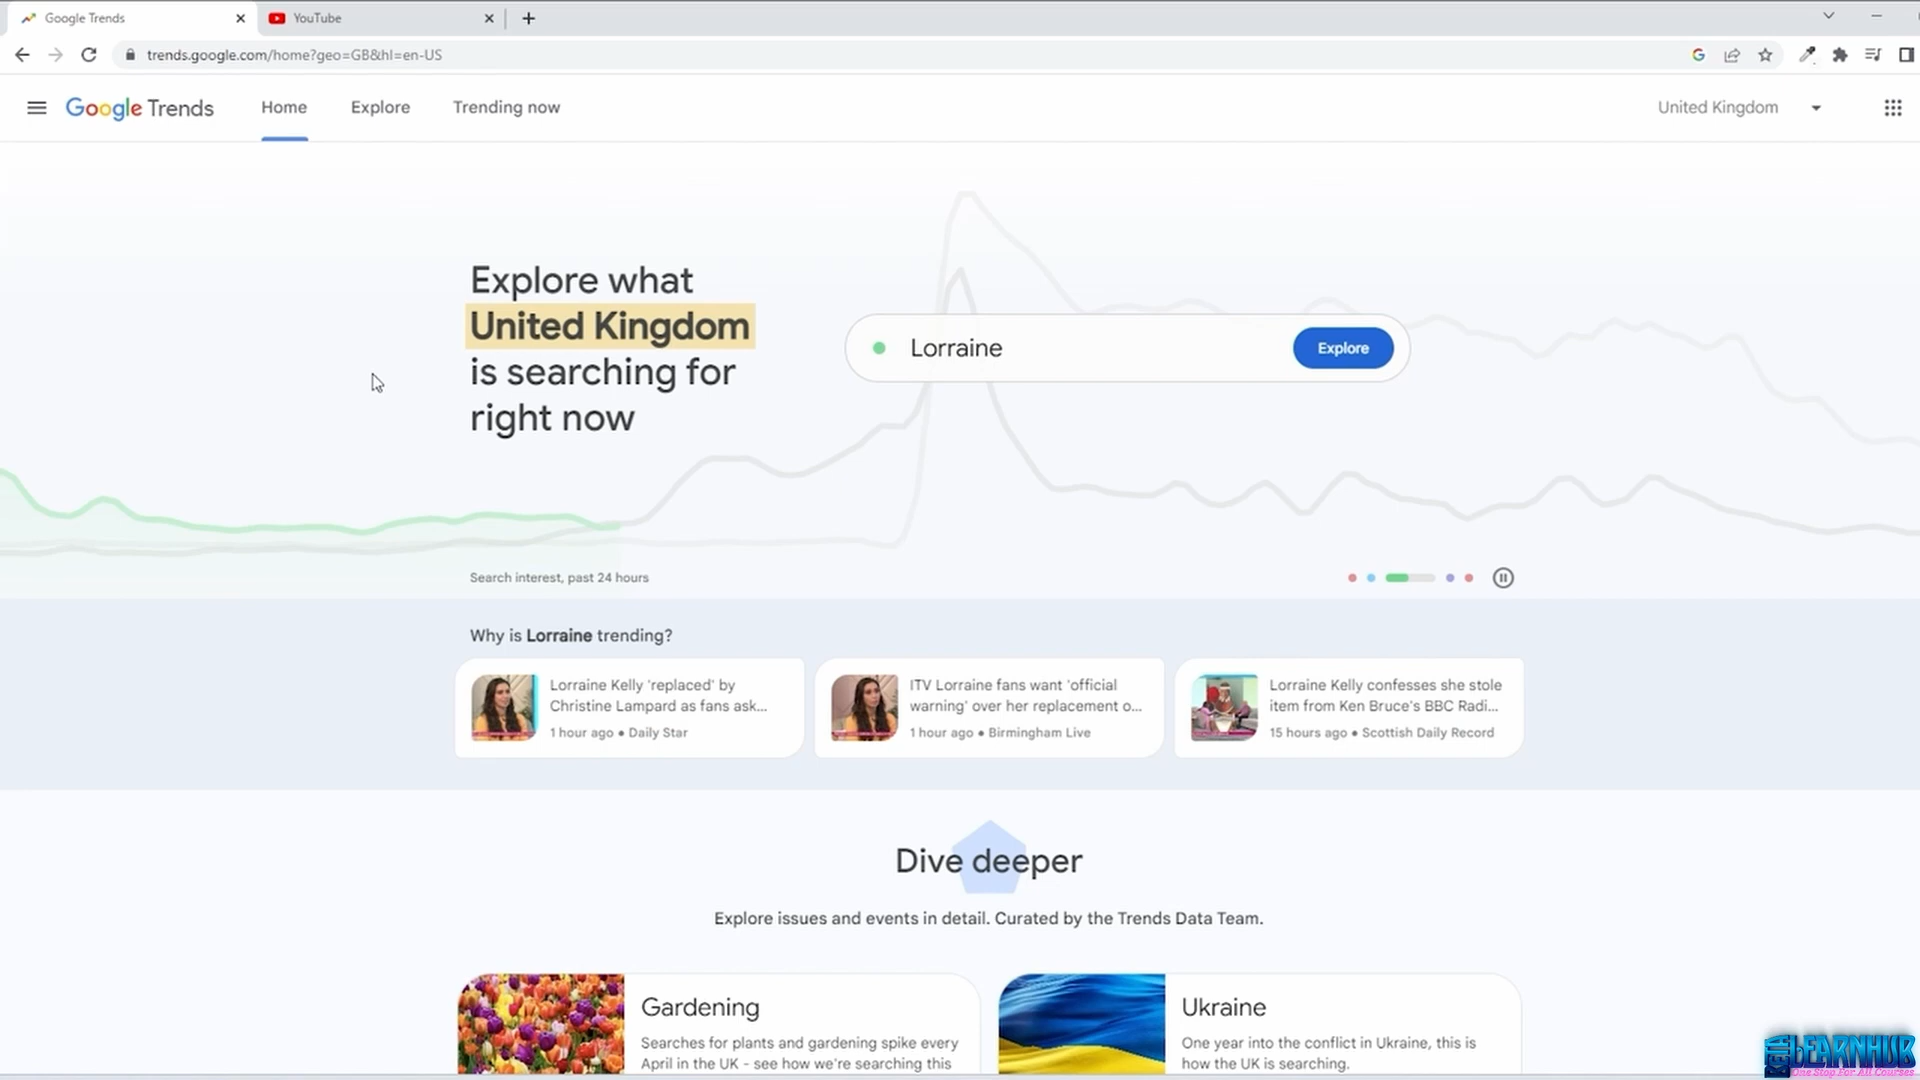 Google Trends
YouTube
trends.google.com/home?geo=GB&hl=en-US
Google Trends
Home
Explore
Trending now
United Kingdom
Explore what
United Kingdom
is searching for
right now
Lorraine
Explore
Search interest, past 24 hours
Why is Lorraine trending?
Lorraine Kelly 'replaced' by
Christine Lampard as fans ask...
1 hour ago • Daily Star
ITV Lorraine fans want 'official
warning' over her replacement o...
1 hour ago • Birmingham Live
Lorraine Kelly confesses she stole
item from Ken Bruce's BBC Radi...
15 hours ago • Scottish Daily Record
Dive deeper
Explore issues and events in detail. Curated by the Trends Data Team.
Gardening
Searches for plants and gardening spike every
April in the UK - see how we're searching this
Ukraine
One year into the conflict in Ukraine, this is
how the UK is searching.
LEARNHUB
One Stop For All Courses